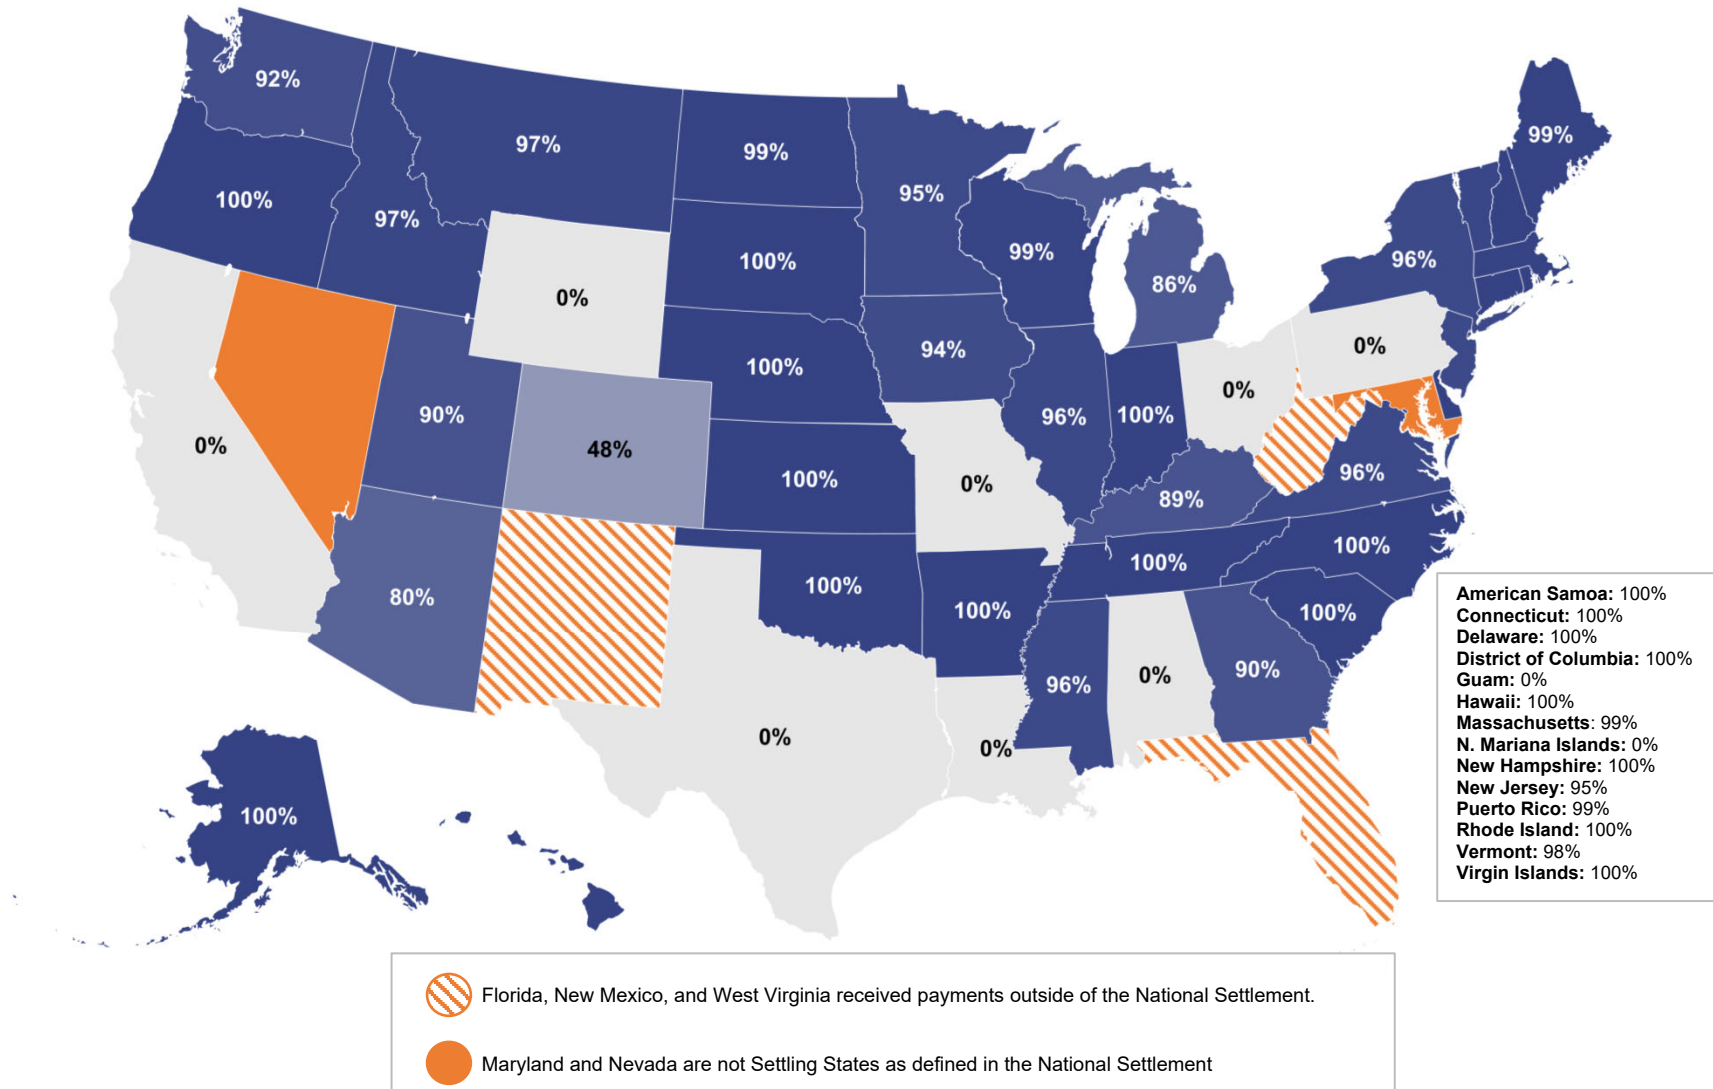 92%
97%
99%
95%
99%
100%
97%
100%
99%
86%
96%
0%
100%
94%
0%
0%
90%
48%
100%
96%
100%
0%
0%
100%
0%
89%
96%
80%
100%
100%
100%
100%
100%
96%
0%
90%
0%
0%
100%
American Samoa: 100%
Connecticut: 100%
Delaware: 100%
District of Columbia: 100%
Guam: 0%
Hawaii: 100%
Massachusetts: 99%
N. Mariana Islands: 0%
New Hampshire: 100%
New Jersey: 95%
Puerto Rico: 99%
Rhode Island: 100%
Vermont: 98%
Virgin Islands: 100%
Florida, New Mexico, and West Virginia received payments outside of the National Settlement.
Maryland and Nevada are not Settling States as defined in the National Settlement